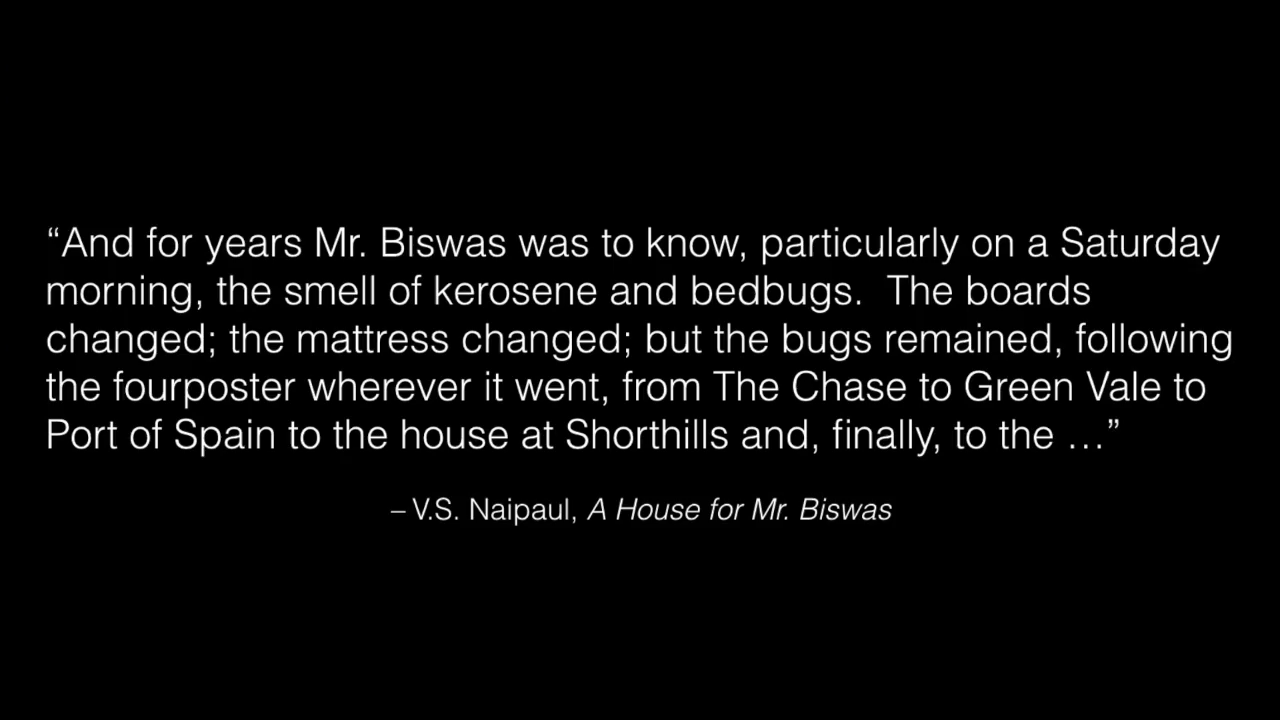 “And for years Mr. Biswas was to know, particularly on a Saturday
morning, the smell of kerosene and bedbugs.  The boards
changed; the mattress changed; but the bugs remained, following
the fourposter wherever it went, from The Chase to Green Vale to
Port of Spain to the house at Shorthills and, finally, to the …”
– V.S. Naipaul, A House for Mr. Biswas